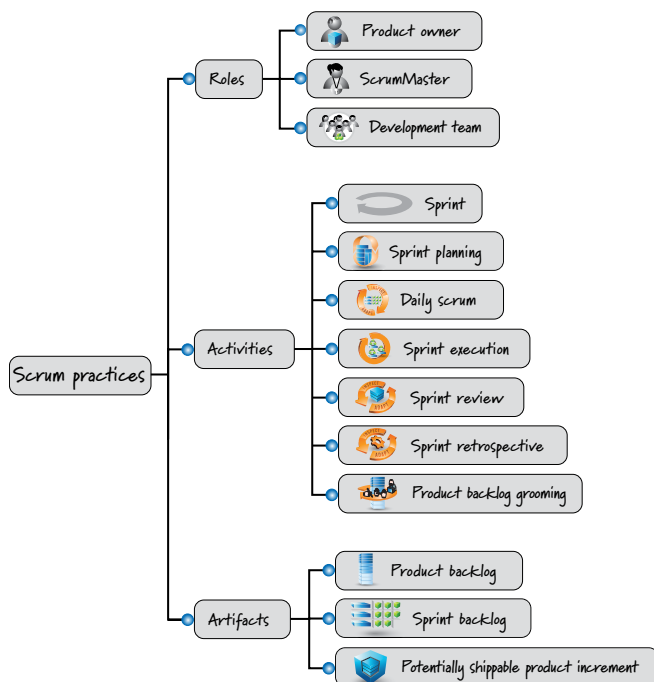 Product owner
Roles
ScrumMaster
Development team
Sprint
Sprint planning
Daily scrum
Activities
Sprint execution
Scrum practices
Sprint review
Sprint retrospective
Product backlog grooming
Product backlog
Artifacts
Sprint backlog
Potentially shippable product increment